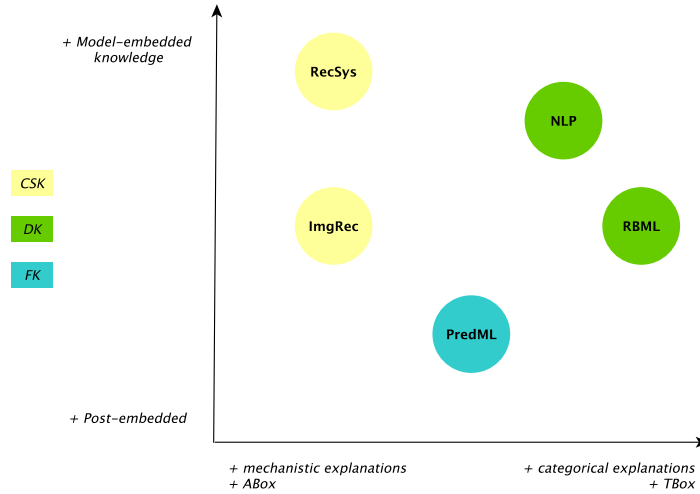 + Model-embedded
knowledge
RecSys
NLP
CSK
DK
FK
ImgRec
RBML
PredML
+ Post-embedded
+ mechanistic explanations
+ ABox
+ categorical explanations
+ TBox